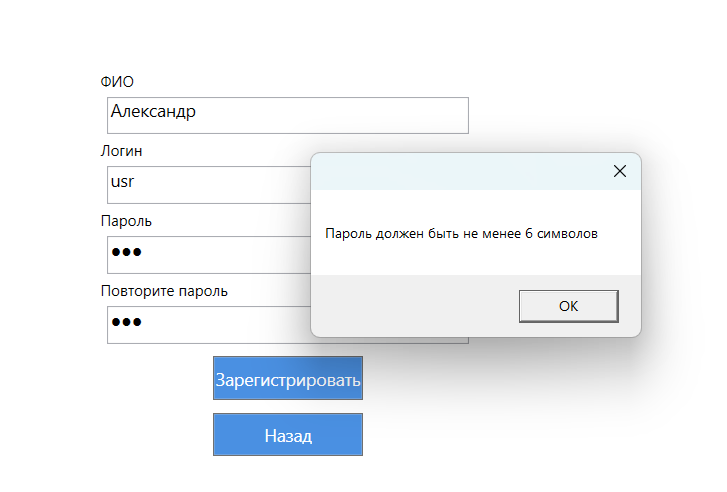 ФИО
Александр
Логин
usr
Пароль
●●●
Повторите пароль
●●●
Пароль должен быть не менее 6 символов
OK
Зарегистрировать
Назад